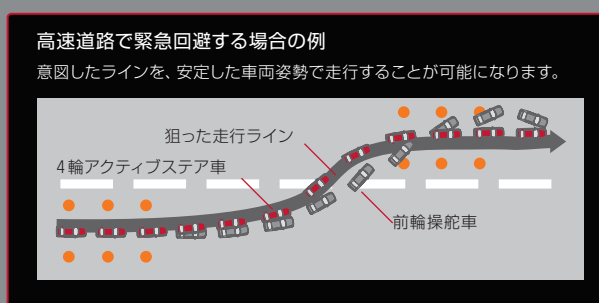 高速道路で緊急回避する場合の例
意図したラインを、安定した車両姿勢で走行することが可能になります。
狙った走行ライン
4輪アクティブステア車
前輪操舵車